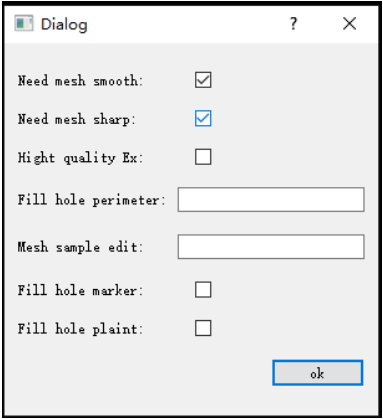 Dialog ?
Need mesh smooth:
Need mesh sharp:
Hight quality Ex:
Fill hole perimeter:
Mesh sample edit:
Fill hole marker:
Fill hole plaint:
ok